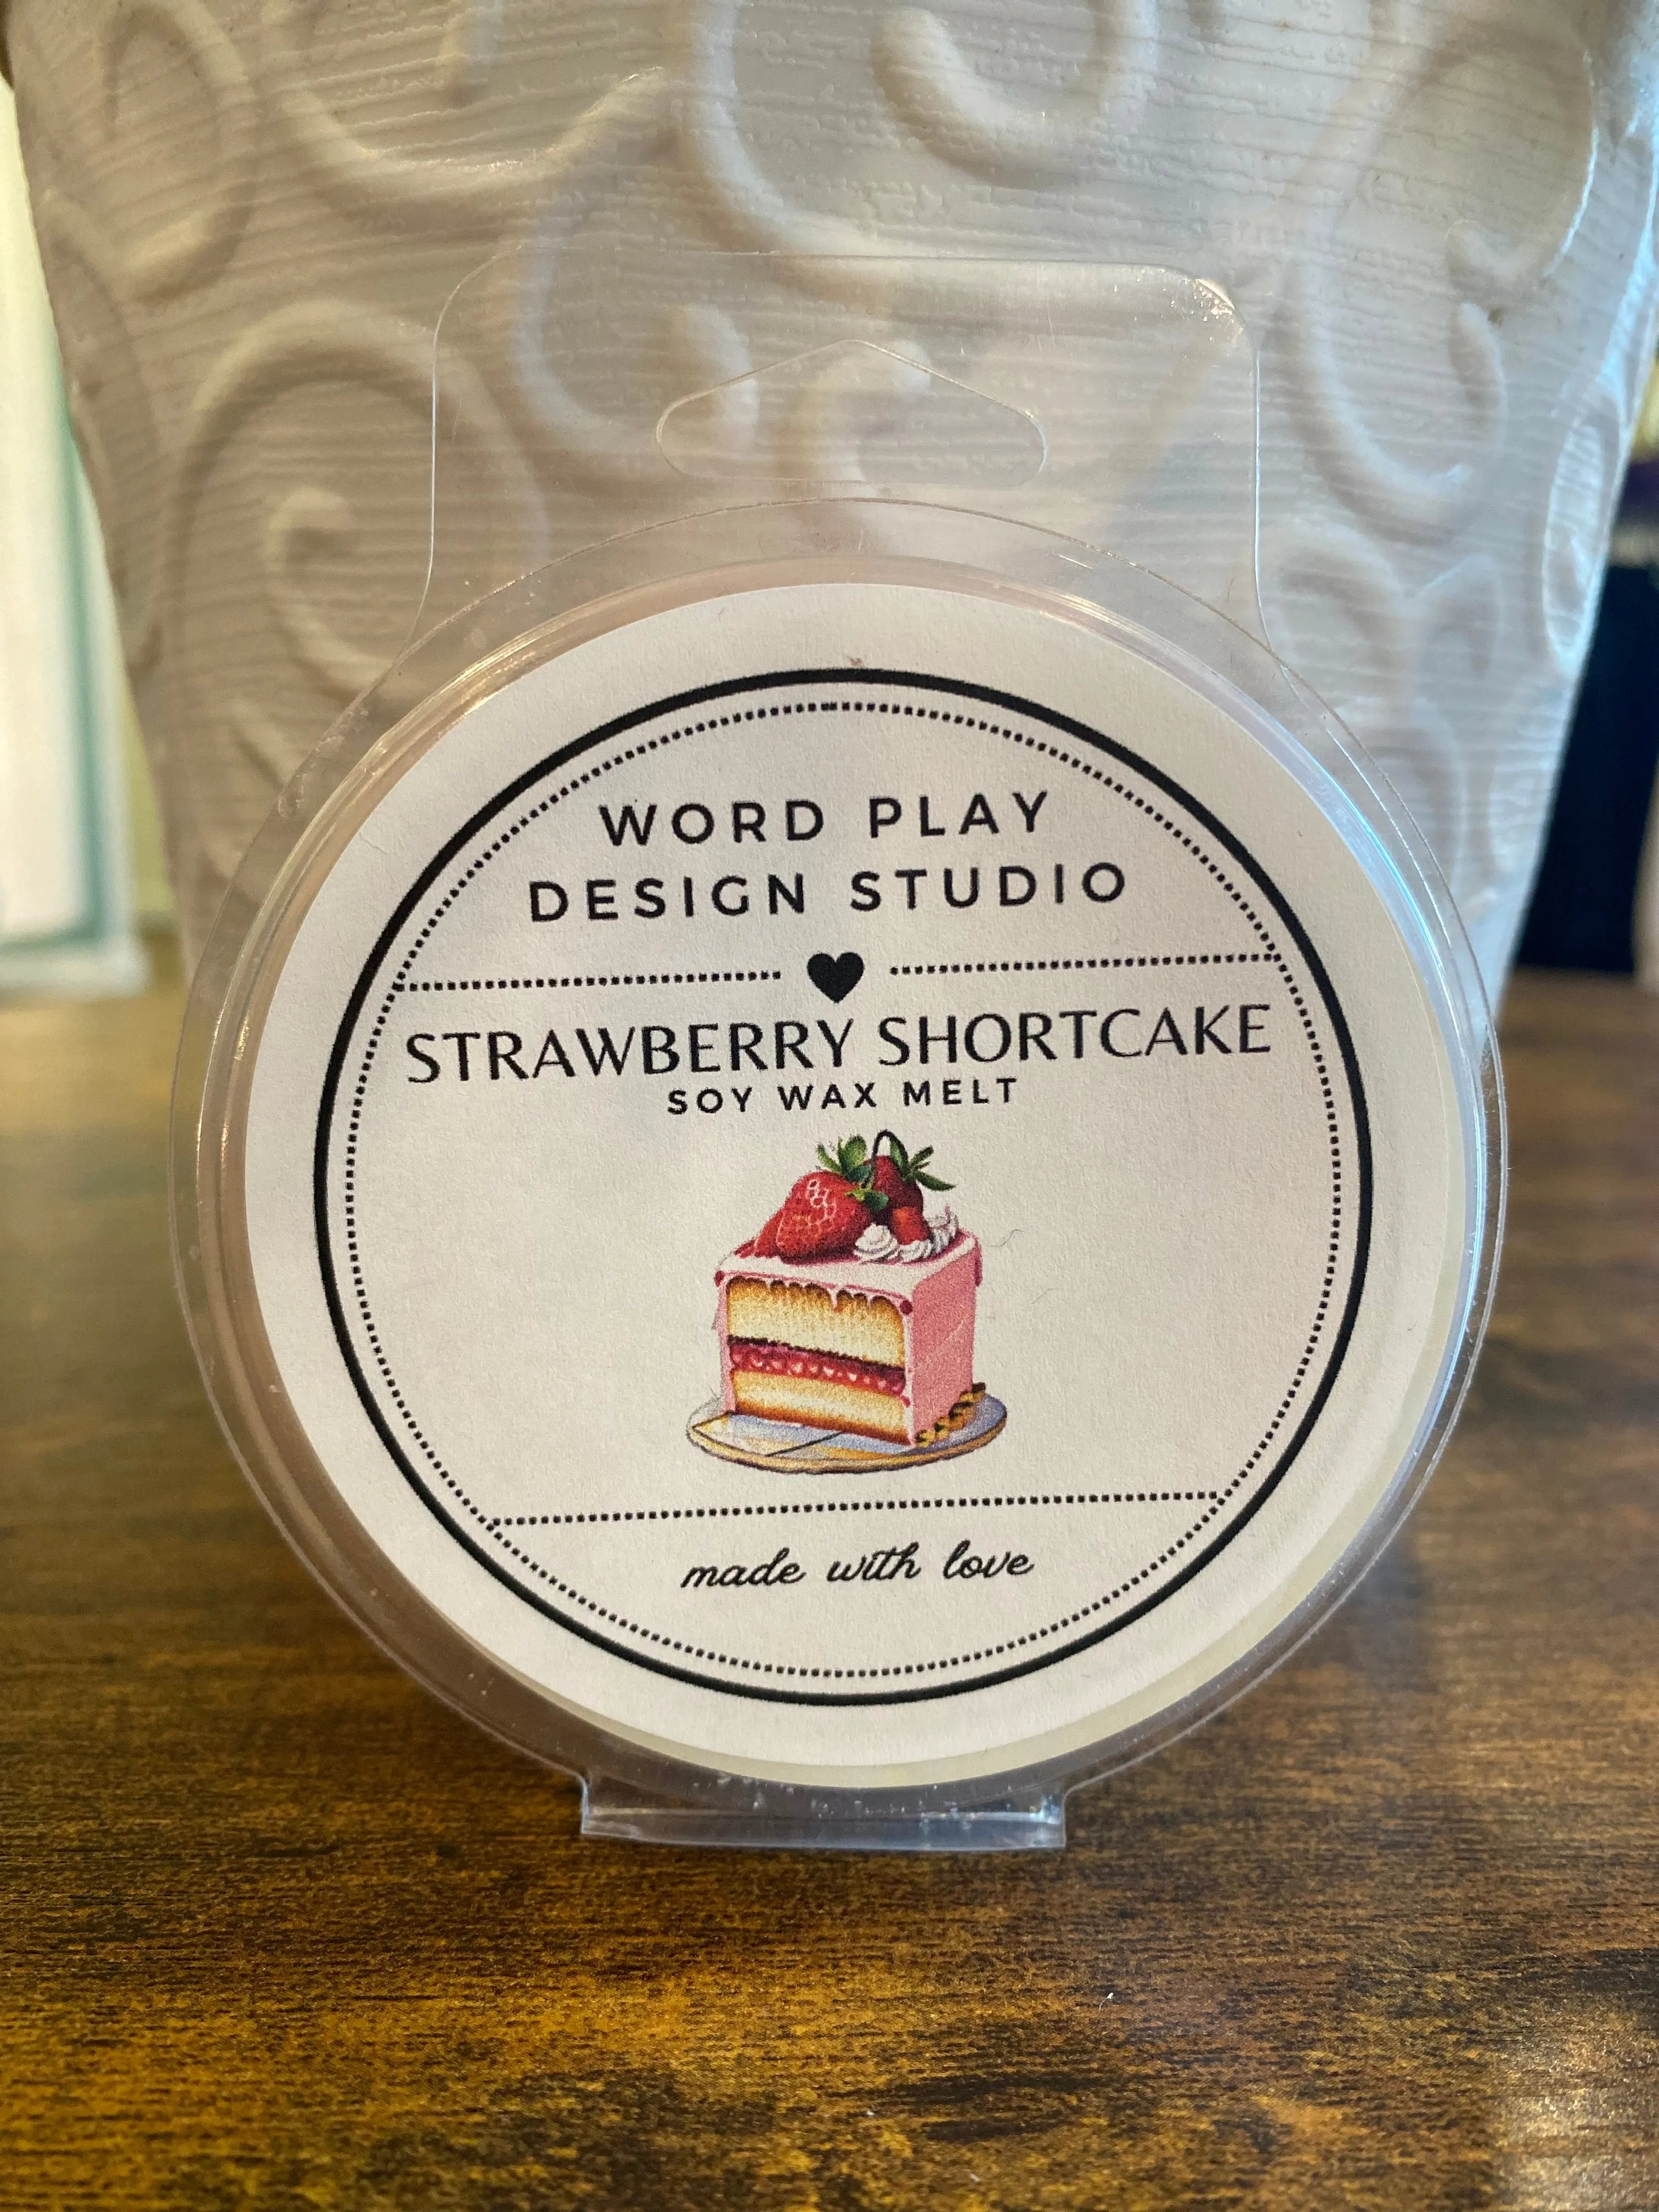 WORD PLAY
DESIGN STUDIO
STRAWBERRY SHORTCAKE
SOY WAX MELT
made with love